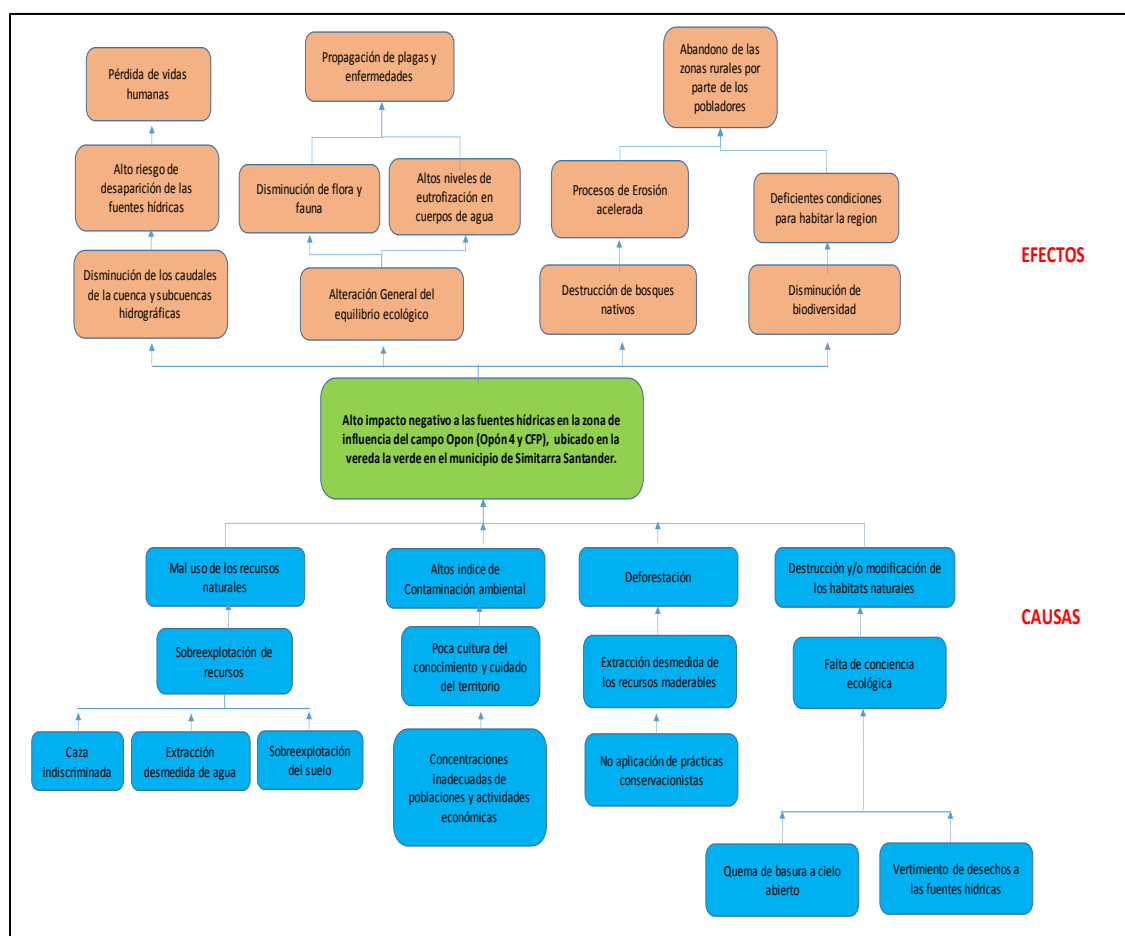 Pérdida de vidas
humanas
Propagación de plagas y
enfermedades
Abandono de las
zonas rurales por
parte de los
pobladores
Alto riesgo de
desaparición de las
fuentes hídricas
Disminución de flora y
fauna
Altos niveles de
eutrofización en
cuerpos de agua
Procesos de Erosión
acelerada
Deficientes condiciones
para habitar la region
EFECTOS
Disminución de los caudales
de la cuenca y subcuencas
hidrográficas
Alteración General del
equilibrio ecológico
Destrucción de bosques
nativos
Disminución de
biodiversidad
Alto impacto negativo a las fuentes hídricas en la zona de
influencia del campo Opon (Opón 4 y CFP), ubicado en la
vereda la verde en el municipio de Simitarra Santander.
Mal uso de los recursos
naturales
Altos indice de
Contaminación ambiental
Deforestación
Destrucción y/o modificación de
los habitats naturales
CAUSAS
Sobreexplotación de
recursos
Poca cultura del
conocimiento y cuidado
del territorio
Extracción desmedida de
los recursos maderables
Falta de conciencia
ecológica
Caza
indiscriminada
Extracción
desmedida de agua
Sobreexplotación
del suelo
Concentraciones
inadecuadas de
poblaciones y actividades
económicas
No aplicación de prácticas
conservacionistas
Quema de basura a cielo
abierto
Vertimiento de desechos a
las fuentes hídricas